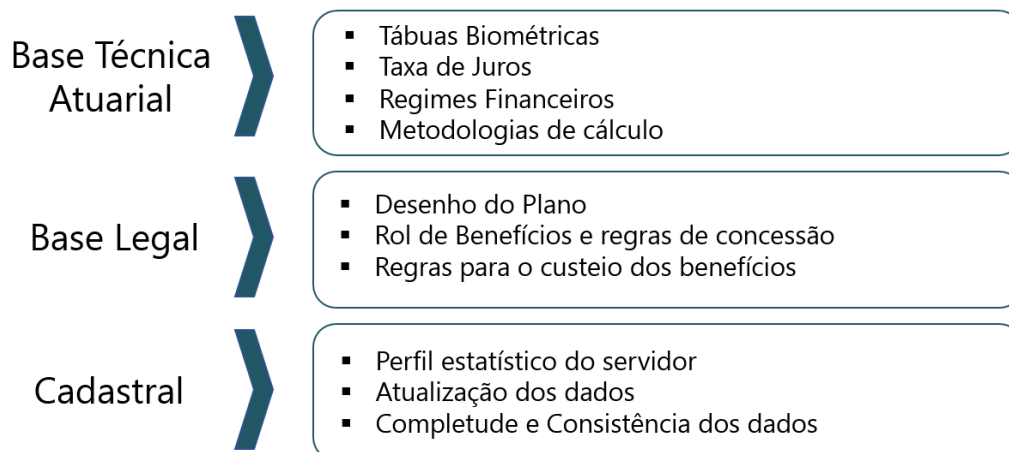 Base Técnica
Atuarial
▪ Tábuas Biométricas
▪ Taxa de Juros
▪ Regimes Financeiros
▪ Metodologias de cálculo
Base Legal
▪ Desenho do Plano
▪ Rol de Benefícios e regras de concessão
▪ Regras para o custeio dos benefícios
Cadastral
▪ Perfil estatístico do servidor
▪ Atualização dos dados
▪ Completude e Consistência dos dados